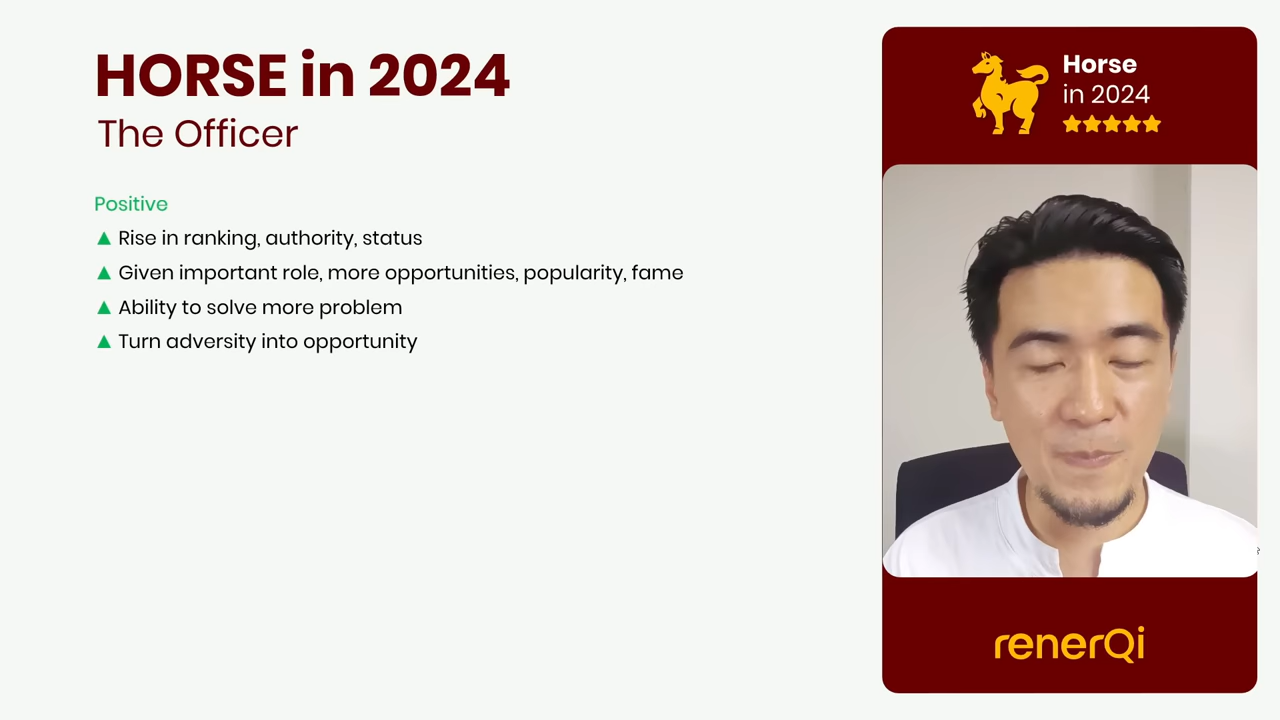 HORSE in 2024
The Officer
Positive
▲ Rise in ranking, authority, status
▲ Given important role, more opportunities, popularity, fame
▲ Ability to solve more problem
▲ Turn adversity into opportunity
Horse
in 2024
renerQi